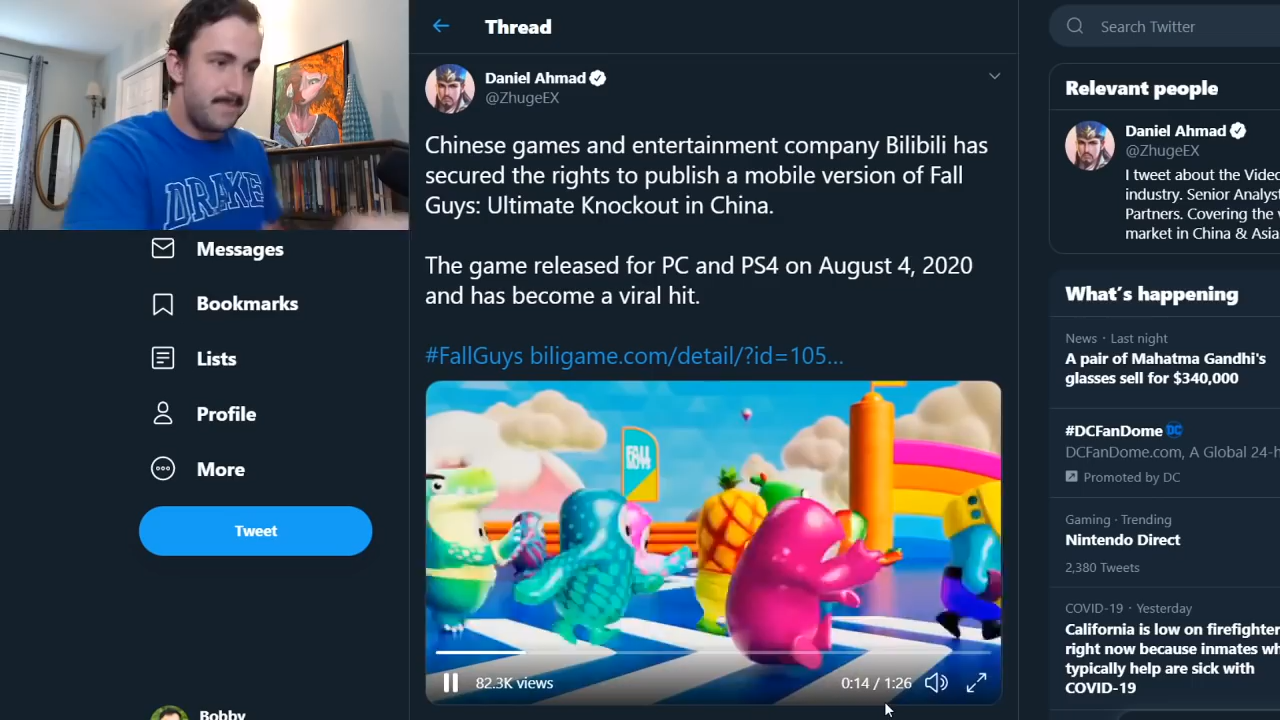 DRAKE
Thread
Search Twitter
Daniel Ahmad
@ZhugeEX
Chinese games and entertainment company Bilibili has
secured the rights to publish a mobile version of Fall
Guys: Ultimate Knockout in China.
The game released for PC and PS4 on August 4, 2020
and has become a viral hit.
#FallGuys biligame.com/detail/?id=105...
FALL
GUYS
82.3K views
0:14 / 1:26
Messages
Bookmarks
Lists
Profile
More
Tweet
Bobby
Relevant people
Daniel Ahmad
@ZhugeEX
I tweet about the Video
industry. Senior Analyst
Partners. Covering the v
market in China & Asia
What's happening
News · Last night
A pair of Mahatma Gandhi's
glasses sell for $340,000
#DCFanDome
DCFanDome.com, A Global 24-h
Promoted by DC
Gaming · Trending
Nintendo Direct
2,380 Tweets
COVID-19 · Yesterday
California is low on firefighter
right now because inmates wh
typically help are sick with
COVID-19